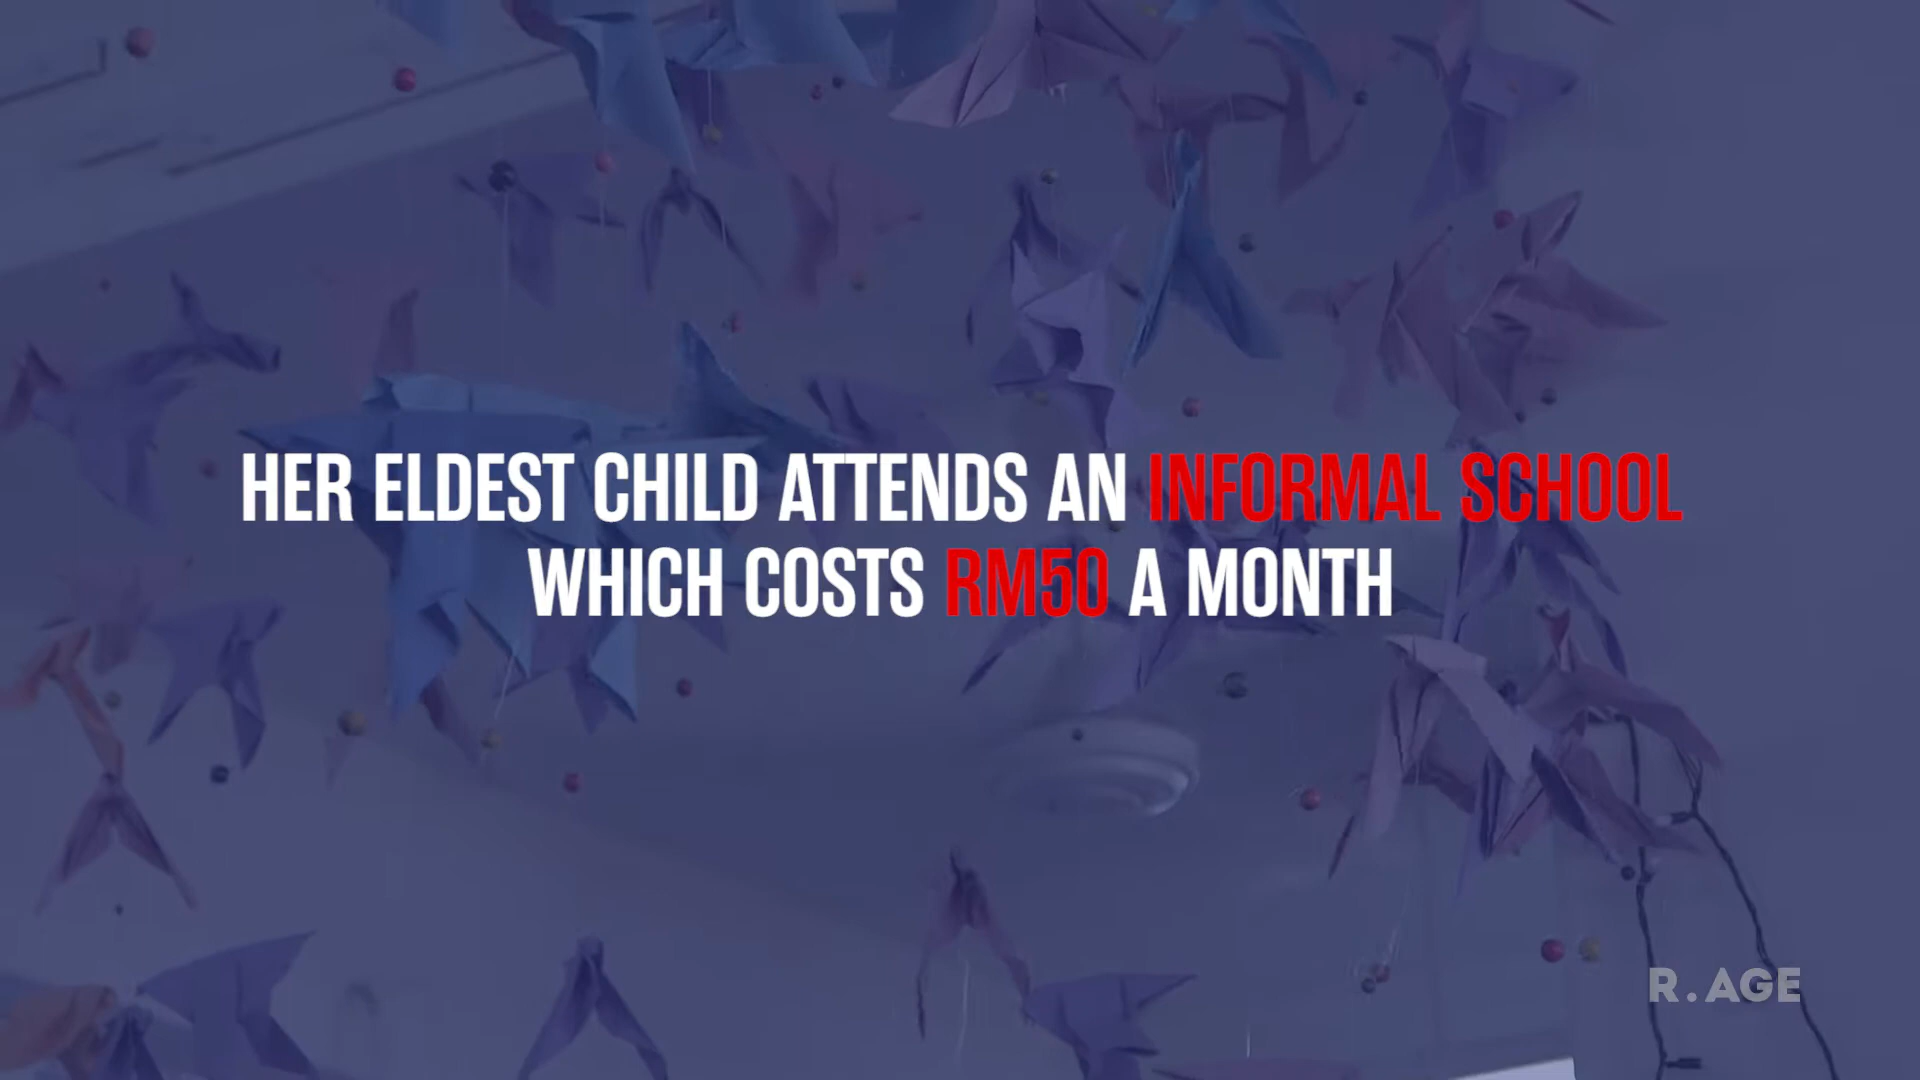 HER ELDEST CHILD ATTENDS AN INFORMAL SCHOOL
WHICH COSTS RM50 A MONTH
R.AGE